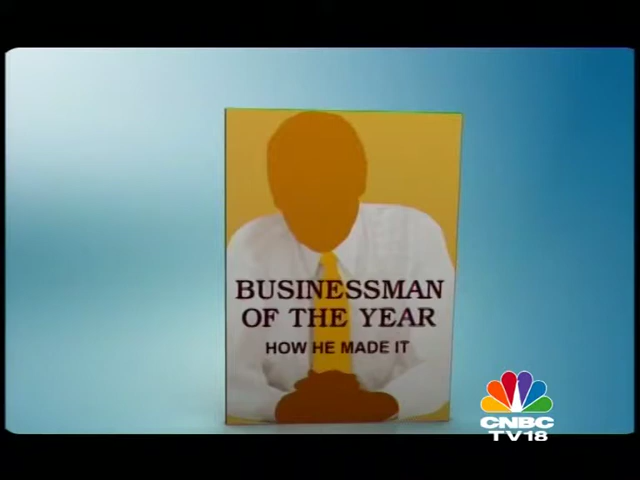 BUSINESSMAN
OF THE YEAR
HOW HE MADE IT
CNBC
TV18